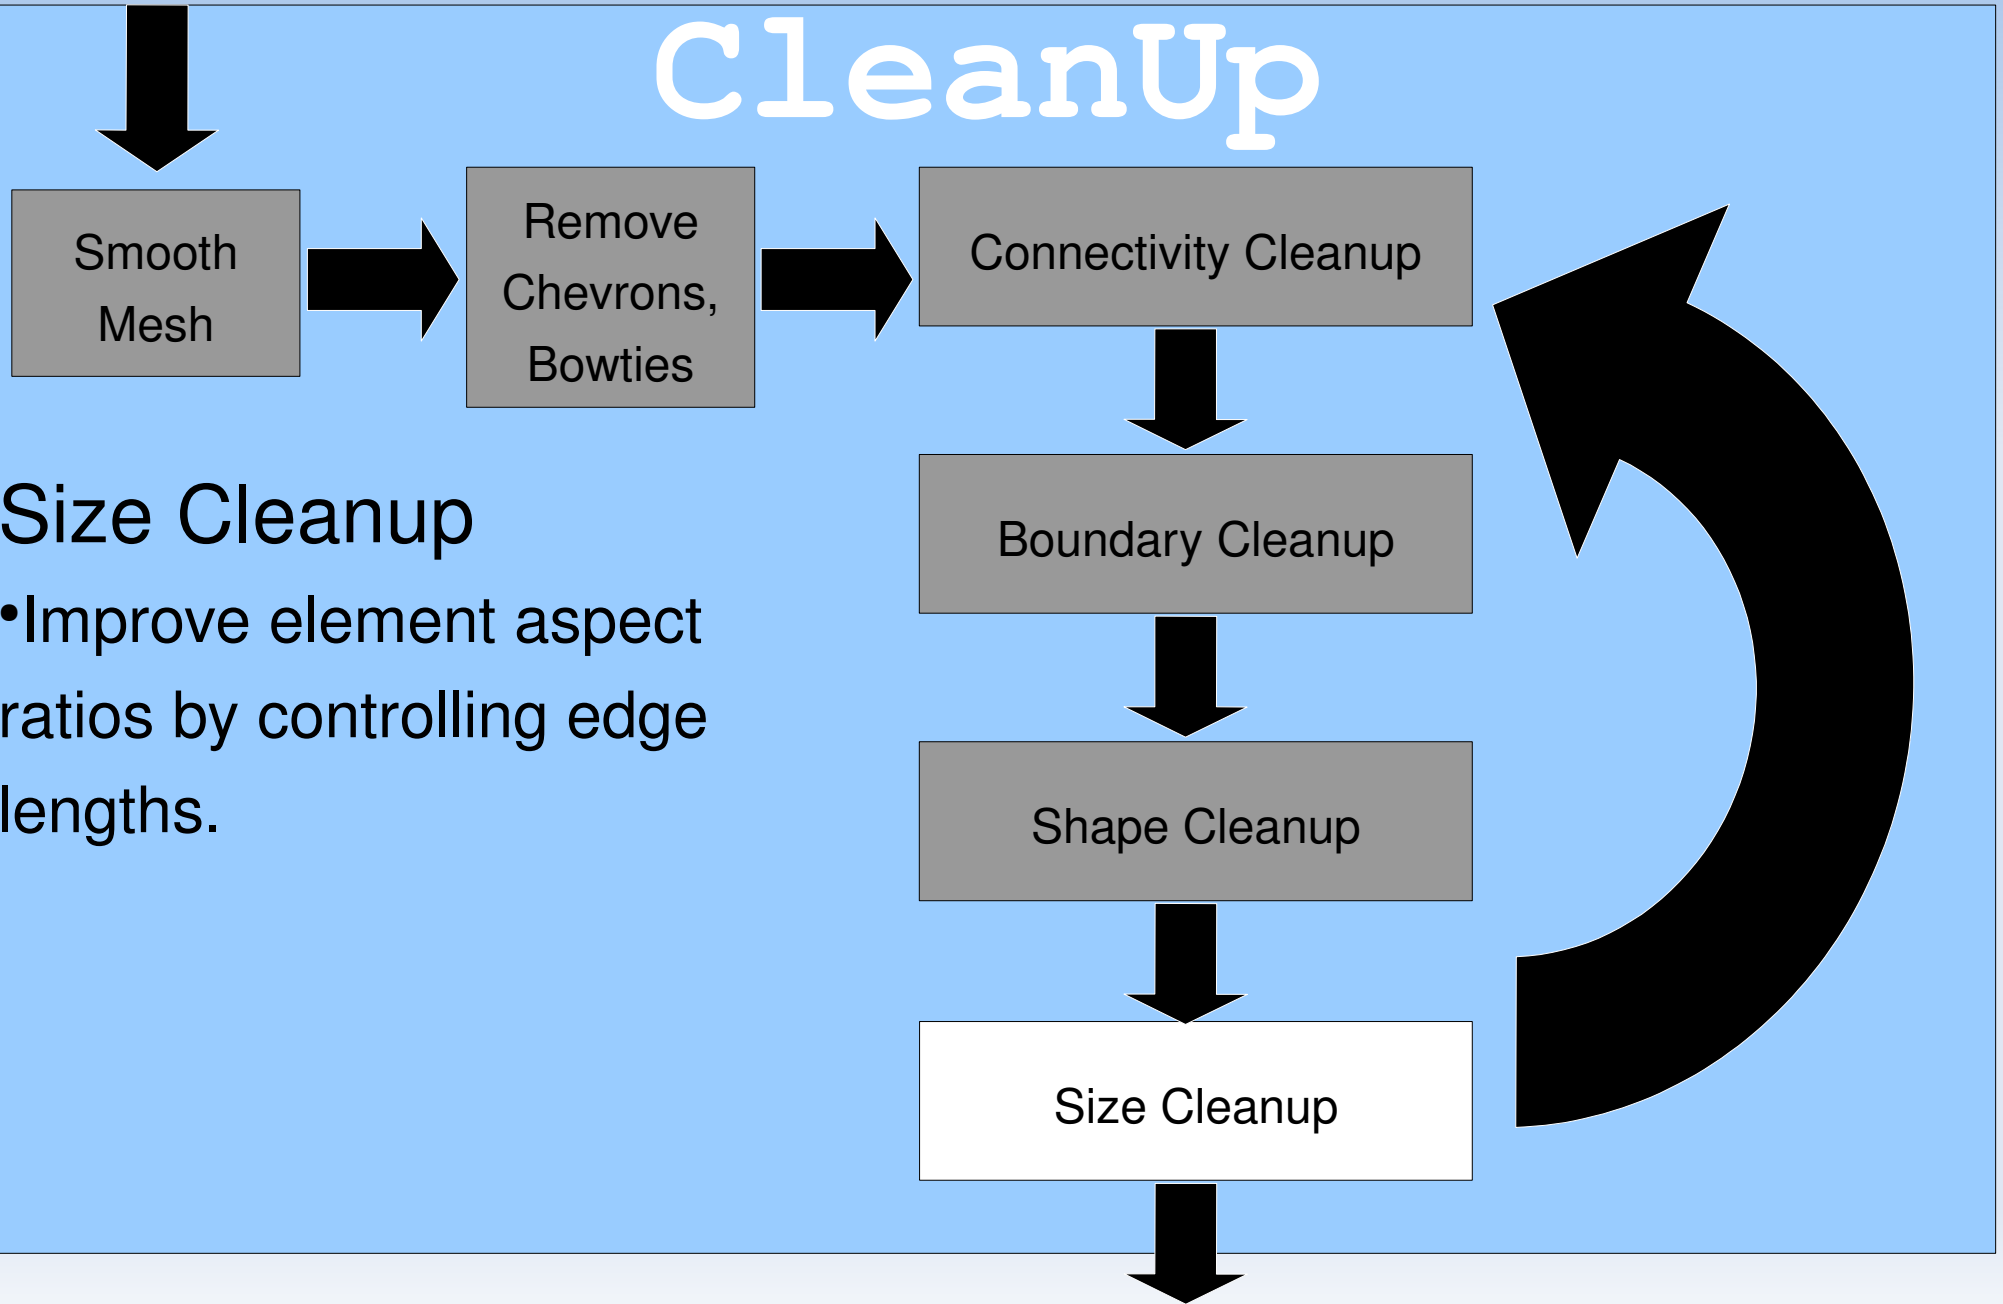 CleanUp
Smooth
Mesh
Remove
Chevrons,
Bowties
Connectivity Cleanup
Size Cleanup
•Improve element aspect
ratios by controlling edge
lengths.
Boundary Cleanup
Shape Cleanup
Size Cleanup